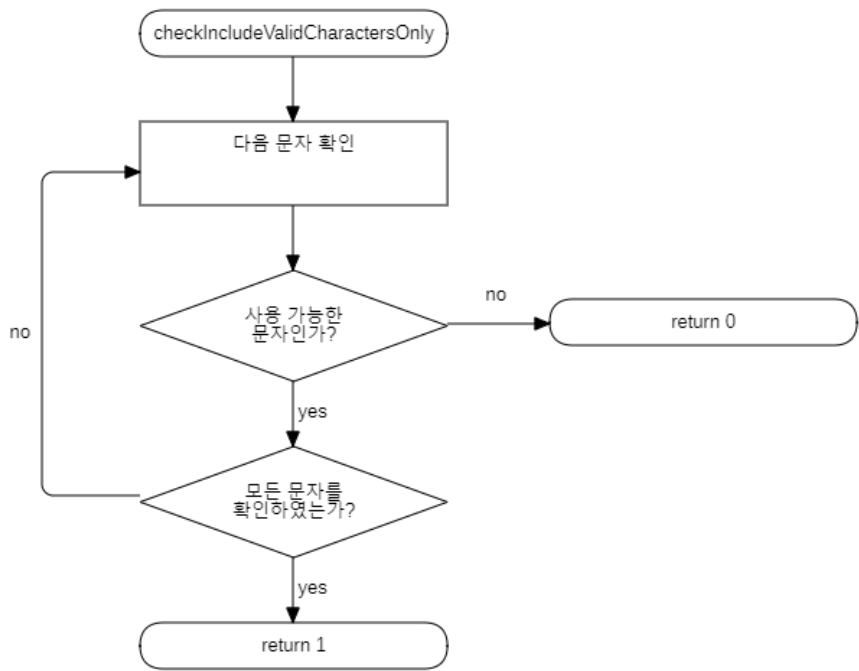 checkIncludeValidCharactersOnly
다음 문자 확인
사용 가능한
문자인가?
no
return 0
no
yes
모든 문자를
확인하였는가?
yes
return 1